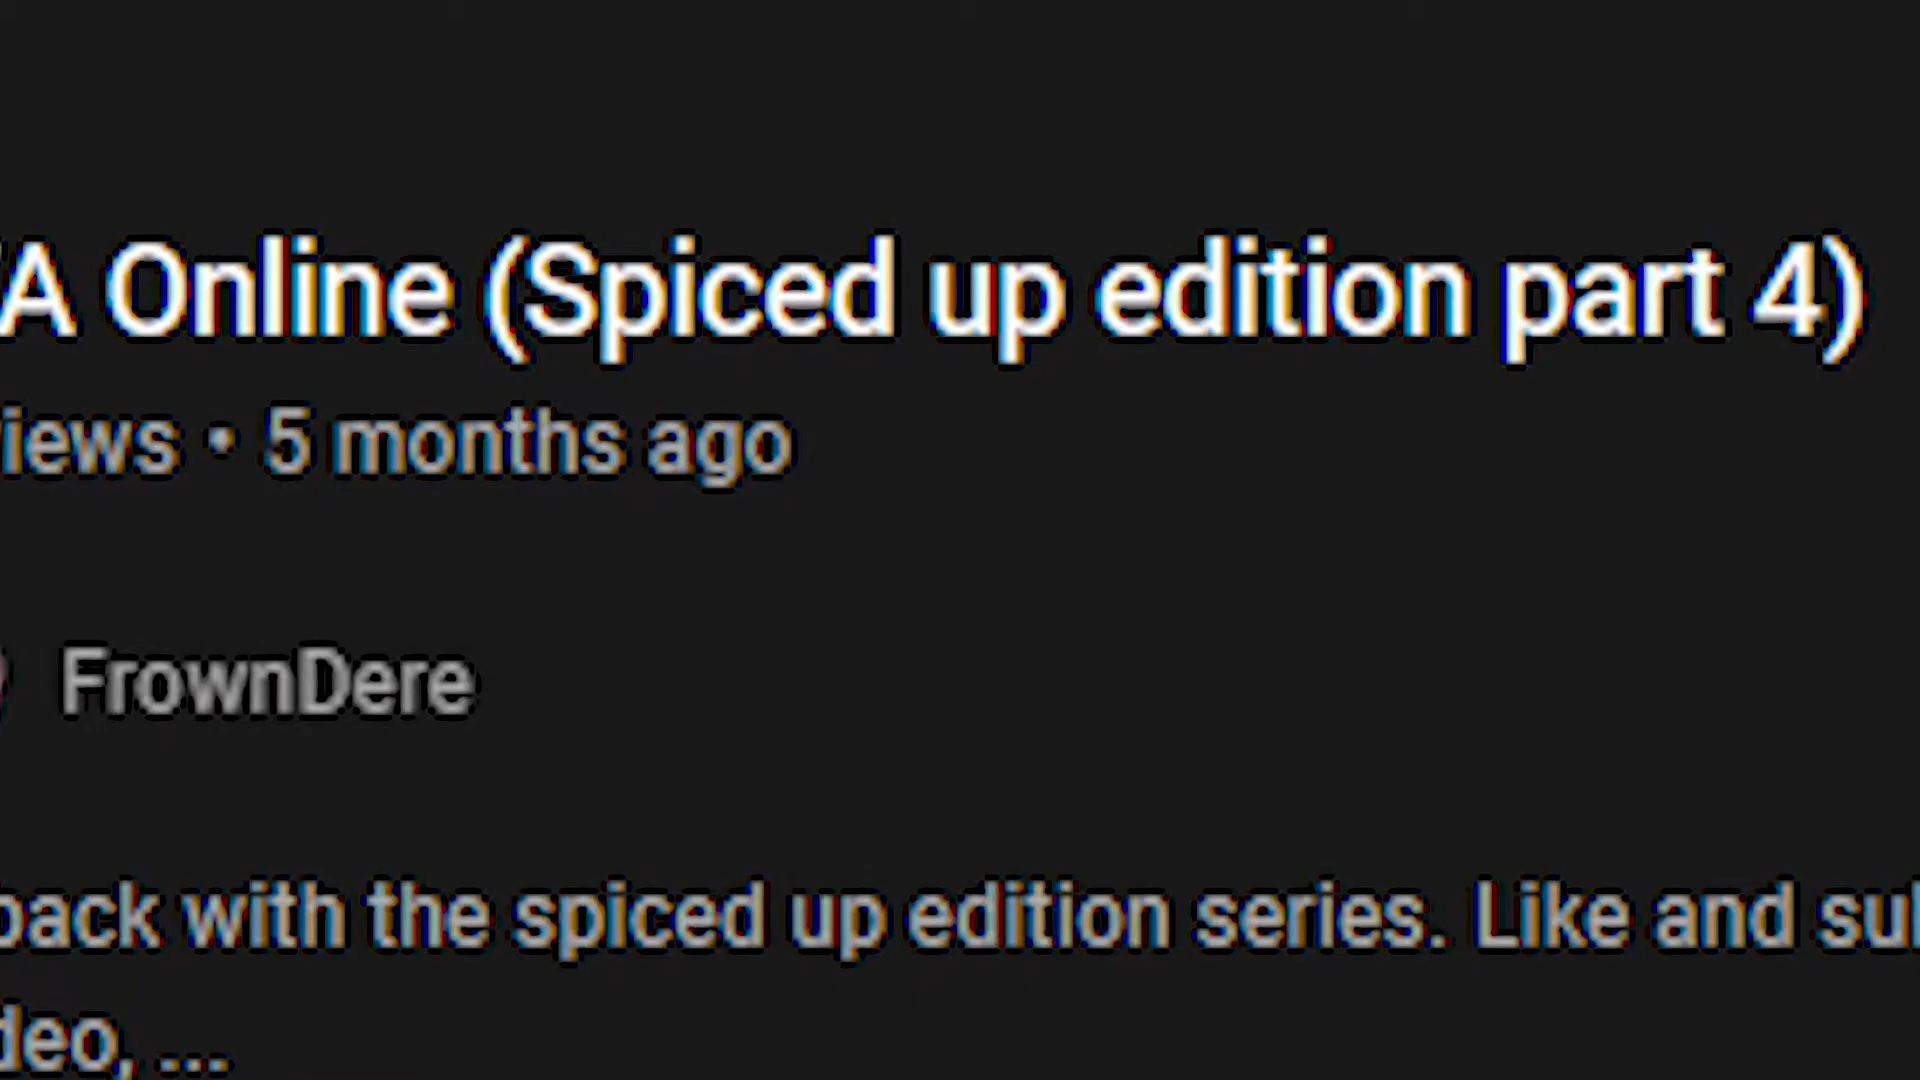 A Online (Spiced up edition part 4)
iews • 5 months ago
FrownDere
back with the spiced up edition series. Like and
deo, ...